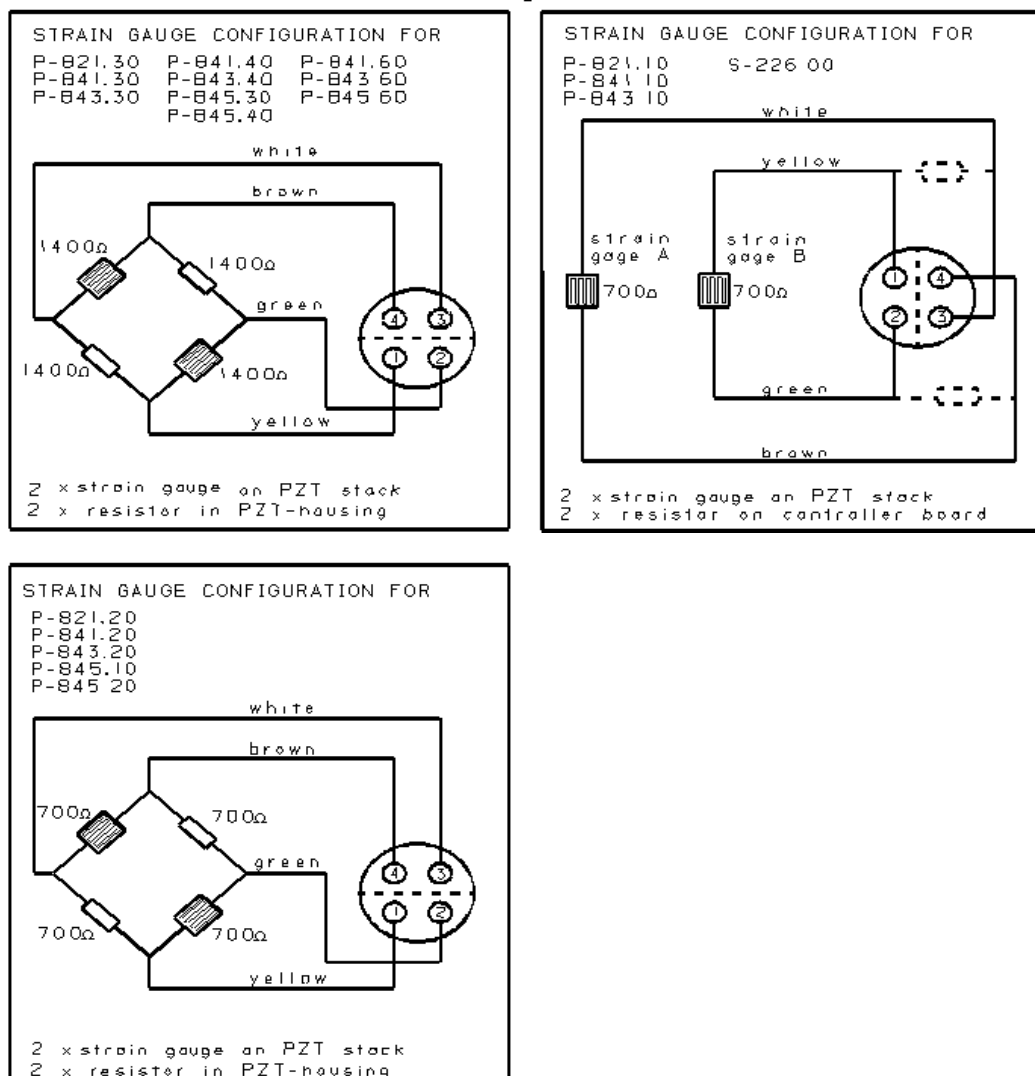 STRAIN GAUGE CONFIGURATION FOR
P-821.30 P-841.40 P-841.60
P-841.30 P-843.40 P-843 60
P-843.30 P-845.30 P-845 60
P-845.40
white
brown
1400Ω
1400Ω
green
4 3
1 2
1400Ω
1400Ω
yellow
2 x strain gauge on PZT stack
2 x resistor in PZT-housing
STRAIN GAUGE CONFIGURATION FOR
P-821.10 S-226 00
P-841 10
P-843 10
white
yellow
strain gage A
strain gage B
700Ω
700Ω
1 4
2 3
green
brown
2 x strain gauge on PZT stack
2 x resistor on controller board
STRAIN GAUGE CONFIGURATION FOR
P-821.20
P-841.20
P-843.20
P-845.10
P-845 20
white
brown
700Ω
700Ω
green
4 3
1 2
700Ω
700Ω
yellow
2 x strain gauge on PZT stack
2 x resistor in PZT-housing